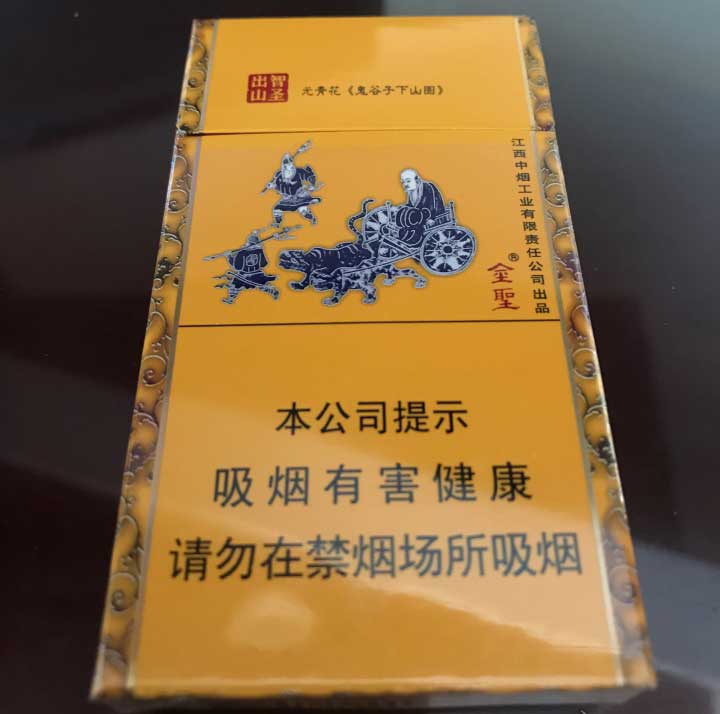 智圣出山
元青花《鬼谷子下山图》
江西中烟工业有限责任公司出品
金聖®
本公司提示
吸烟有害健康
请勿在禁烟场所吸烟